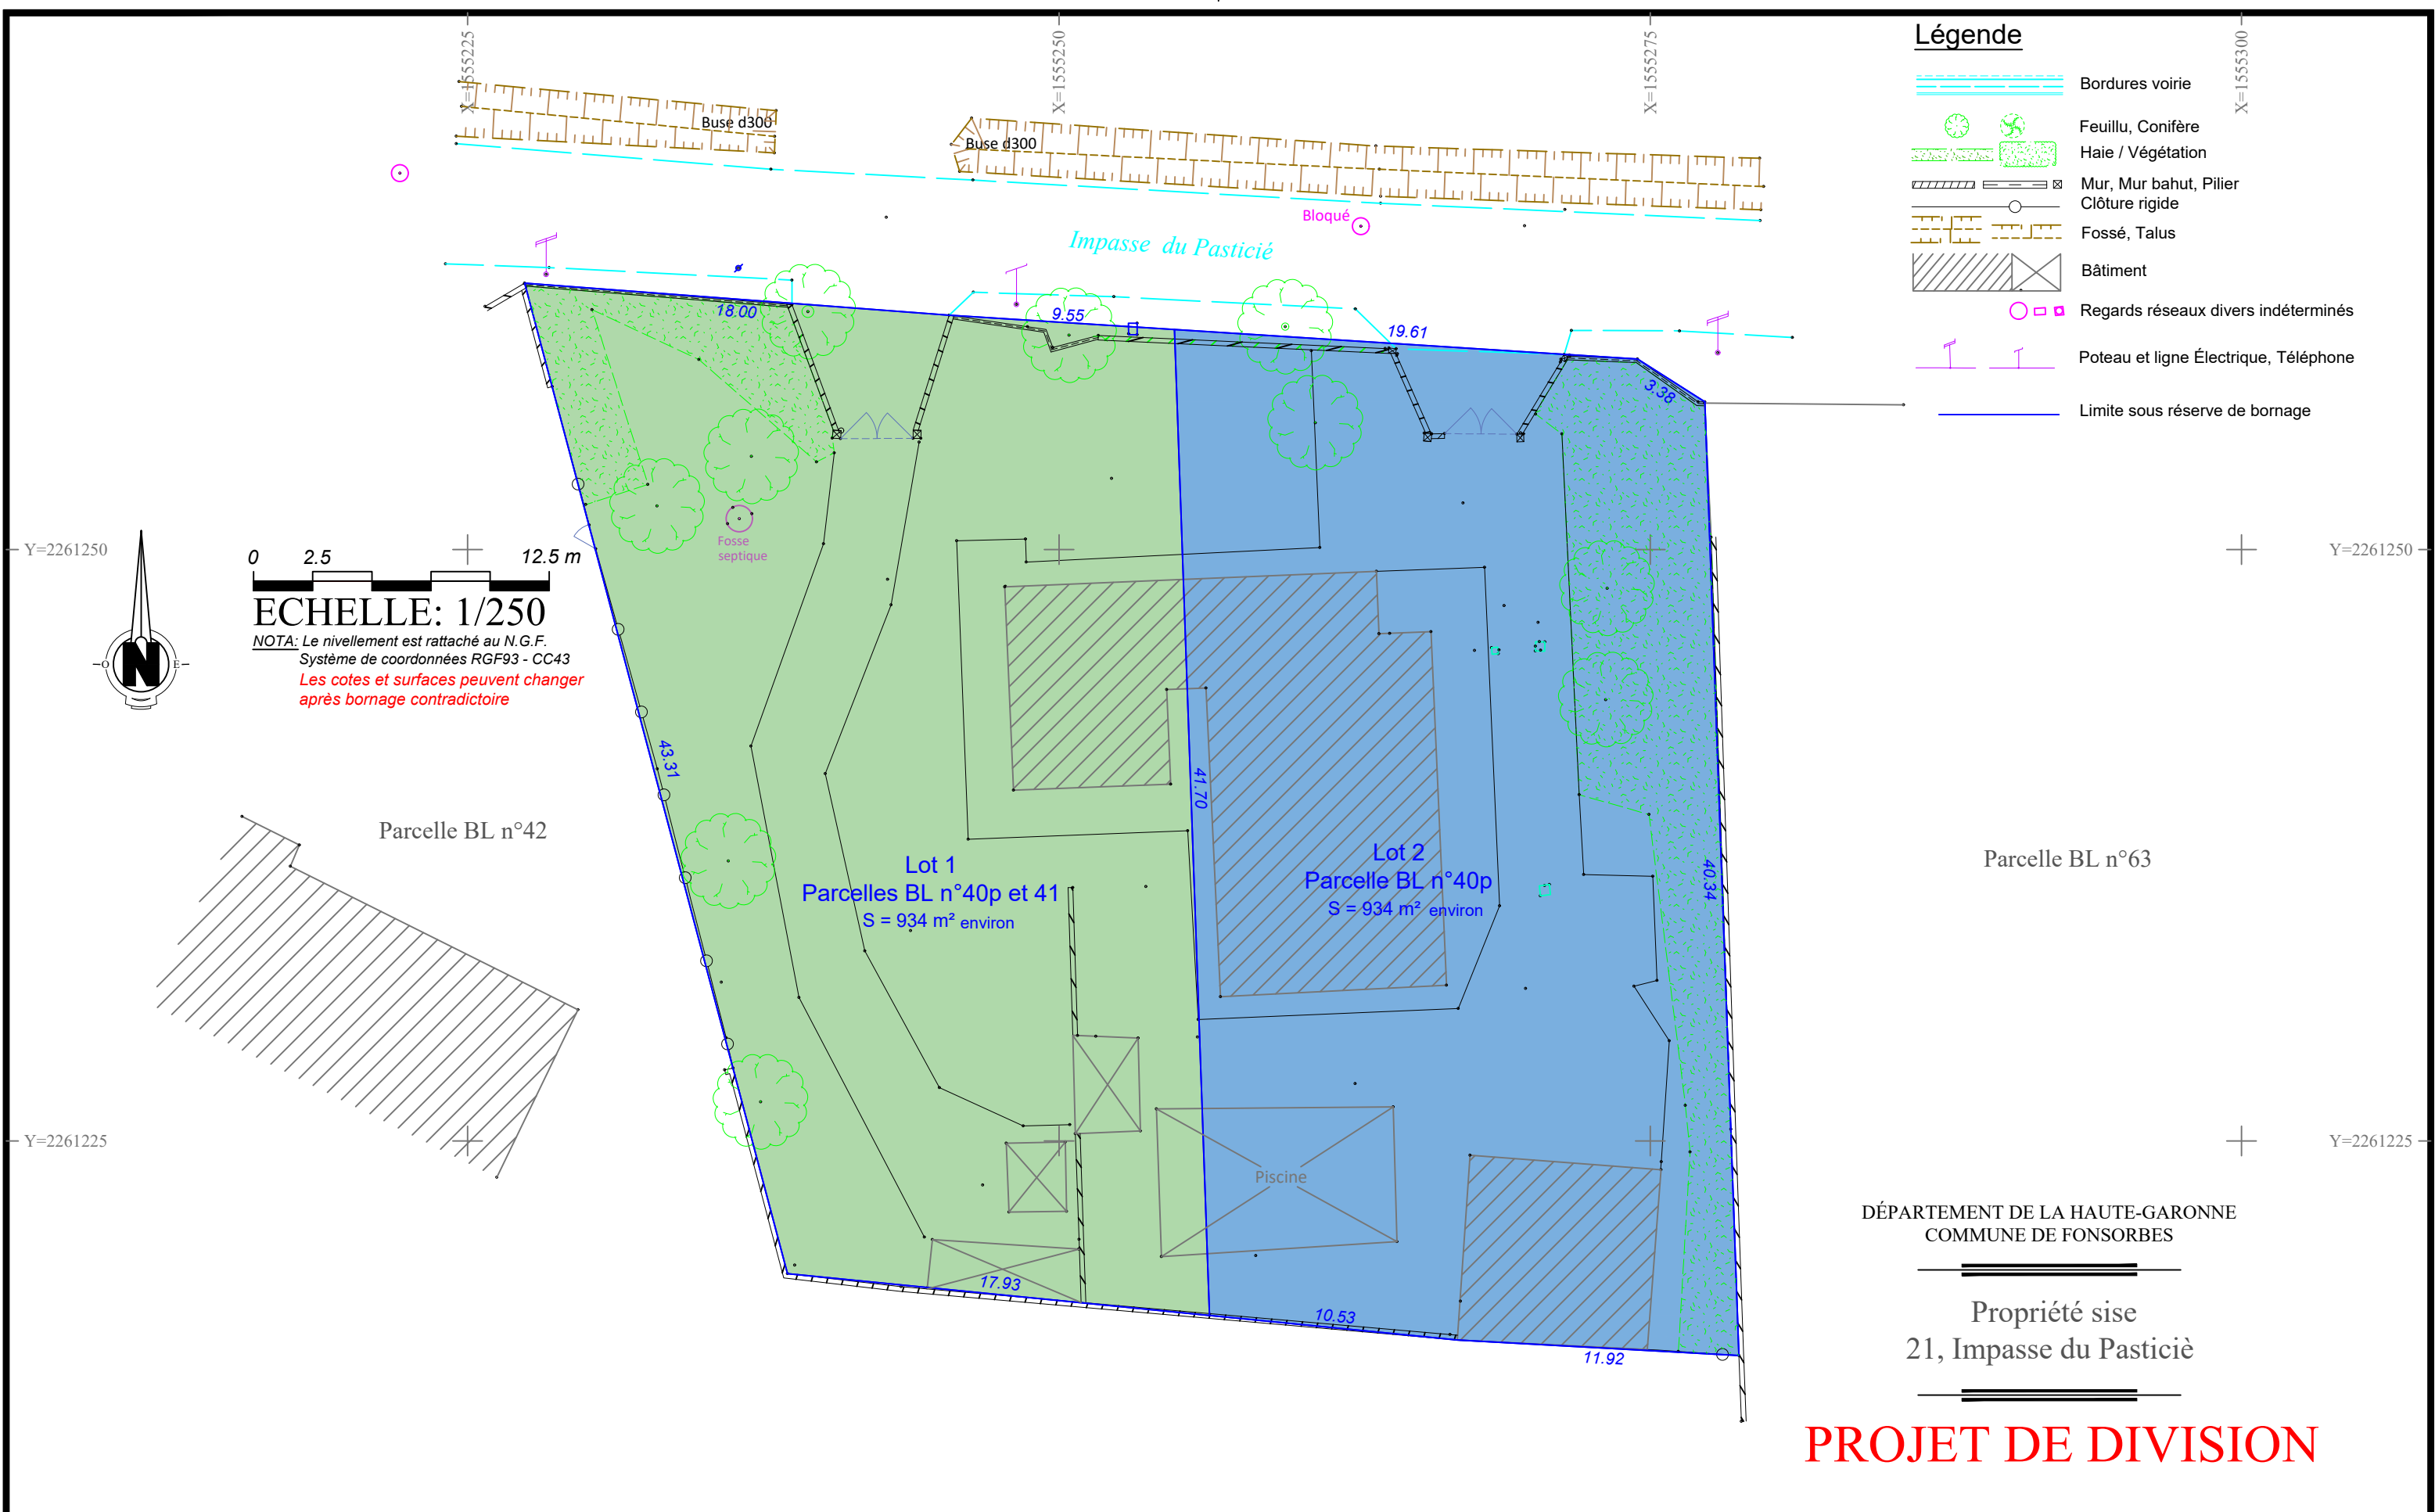 X=1555225
X=1555250
X=1555275
X=1555300
Légende
Bordures voirie
Feuillu, Conifère
Haie / Végétation
Mur, Mur bahut, Pilier
Clôture rigide
Fossé, Talus
Bâtiment
Regards réseaux divers indéterminés
Poteau et ligne Électrique, Téléphone
Limite sous réserve de bornage
Buse d300
Buse d300
Bloqué
Impasse du Pasticié
18.00
9.55
19.61
3.38
Fosse
septique
Y=2261250
Y=2261250
0 2.5 12.5 m
ECHELLE: 1/250
NOTA: Le nivellement est rattaché au N.G.F.
Système de coordonnées RGF93 - CC43
Les cotes et surfaces peuvent changer
après bornage contradictoire
O N E
43.31
41.70
40.34
Parcelle BL n°42
Lot 1
Parcelles BL n°40p et 41
S = 934 m² environ
Lot 2
Parcelle BL n°40p
S = 934 m² environ
Parcelle BL n°63
Y=2261225
Y=2261225
Piscine
17.93
10.53
11.92
DÉPARTEMENT DE LA HAUTE-GARONNE
COMMUNE DE FONSORBES
Propriété sise
21, Impasse du Pasticiè
PROJET DE DIVISION